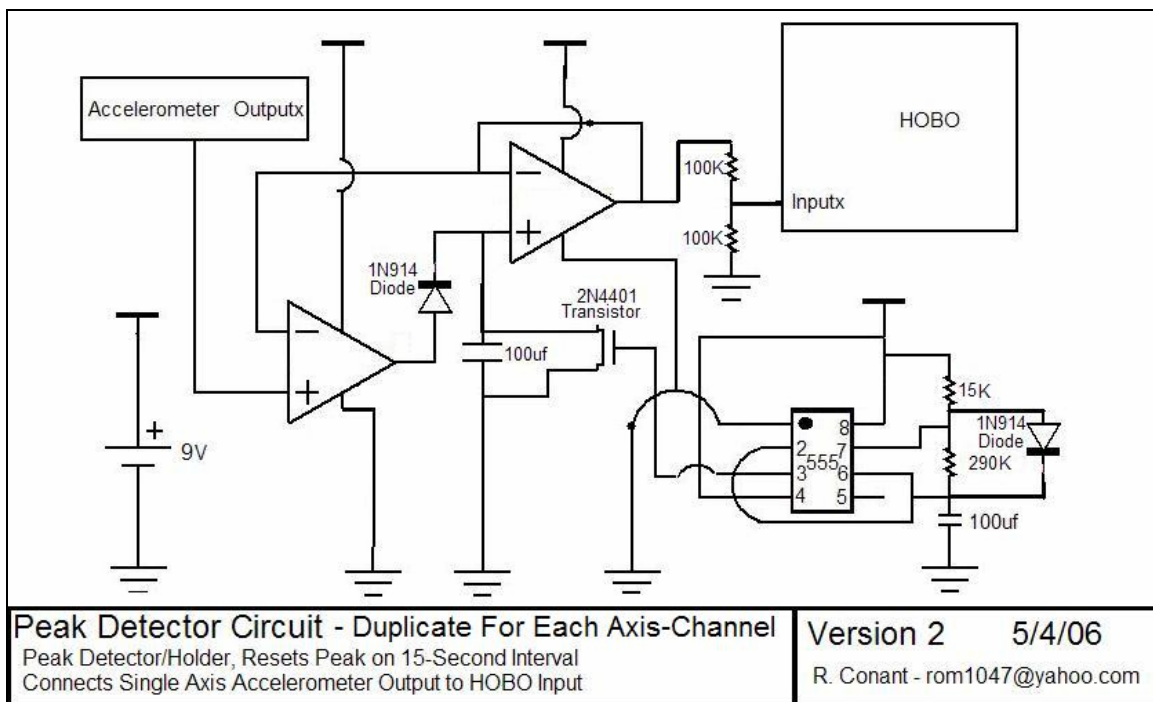 Accelerometer Outputx
HOBO
Inputx
100K
100K
−
+
1N914
Diode
2N4401
Transistor
100uf
−
+
+
9V
15K
1N914
Diode
290K
100uf
555
8
2
7
3
6
4
5
Peak Detector Circuit - Duplicate For Each Axis-Channel
Peak Detector/Holder, Resets Peak on 15-Second Interval
Connects Single Axis Accelerometer Output to HOBO Input
Version 2 5/4/06
R. Conant - rom1047@yahoo.com